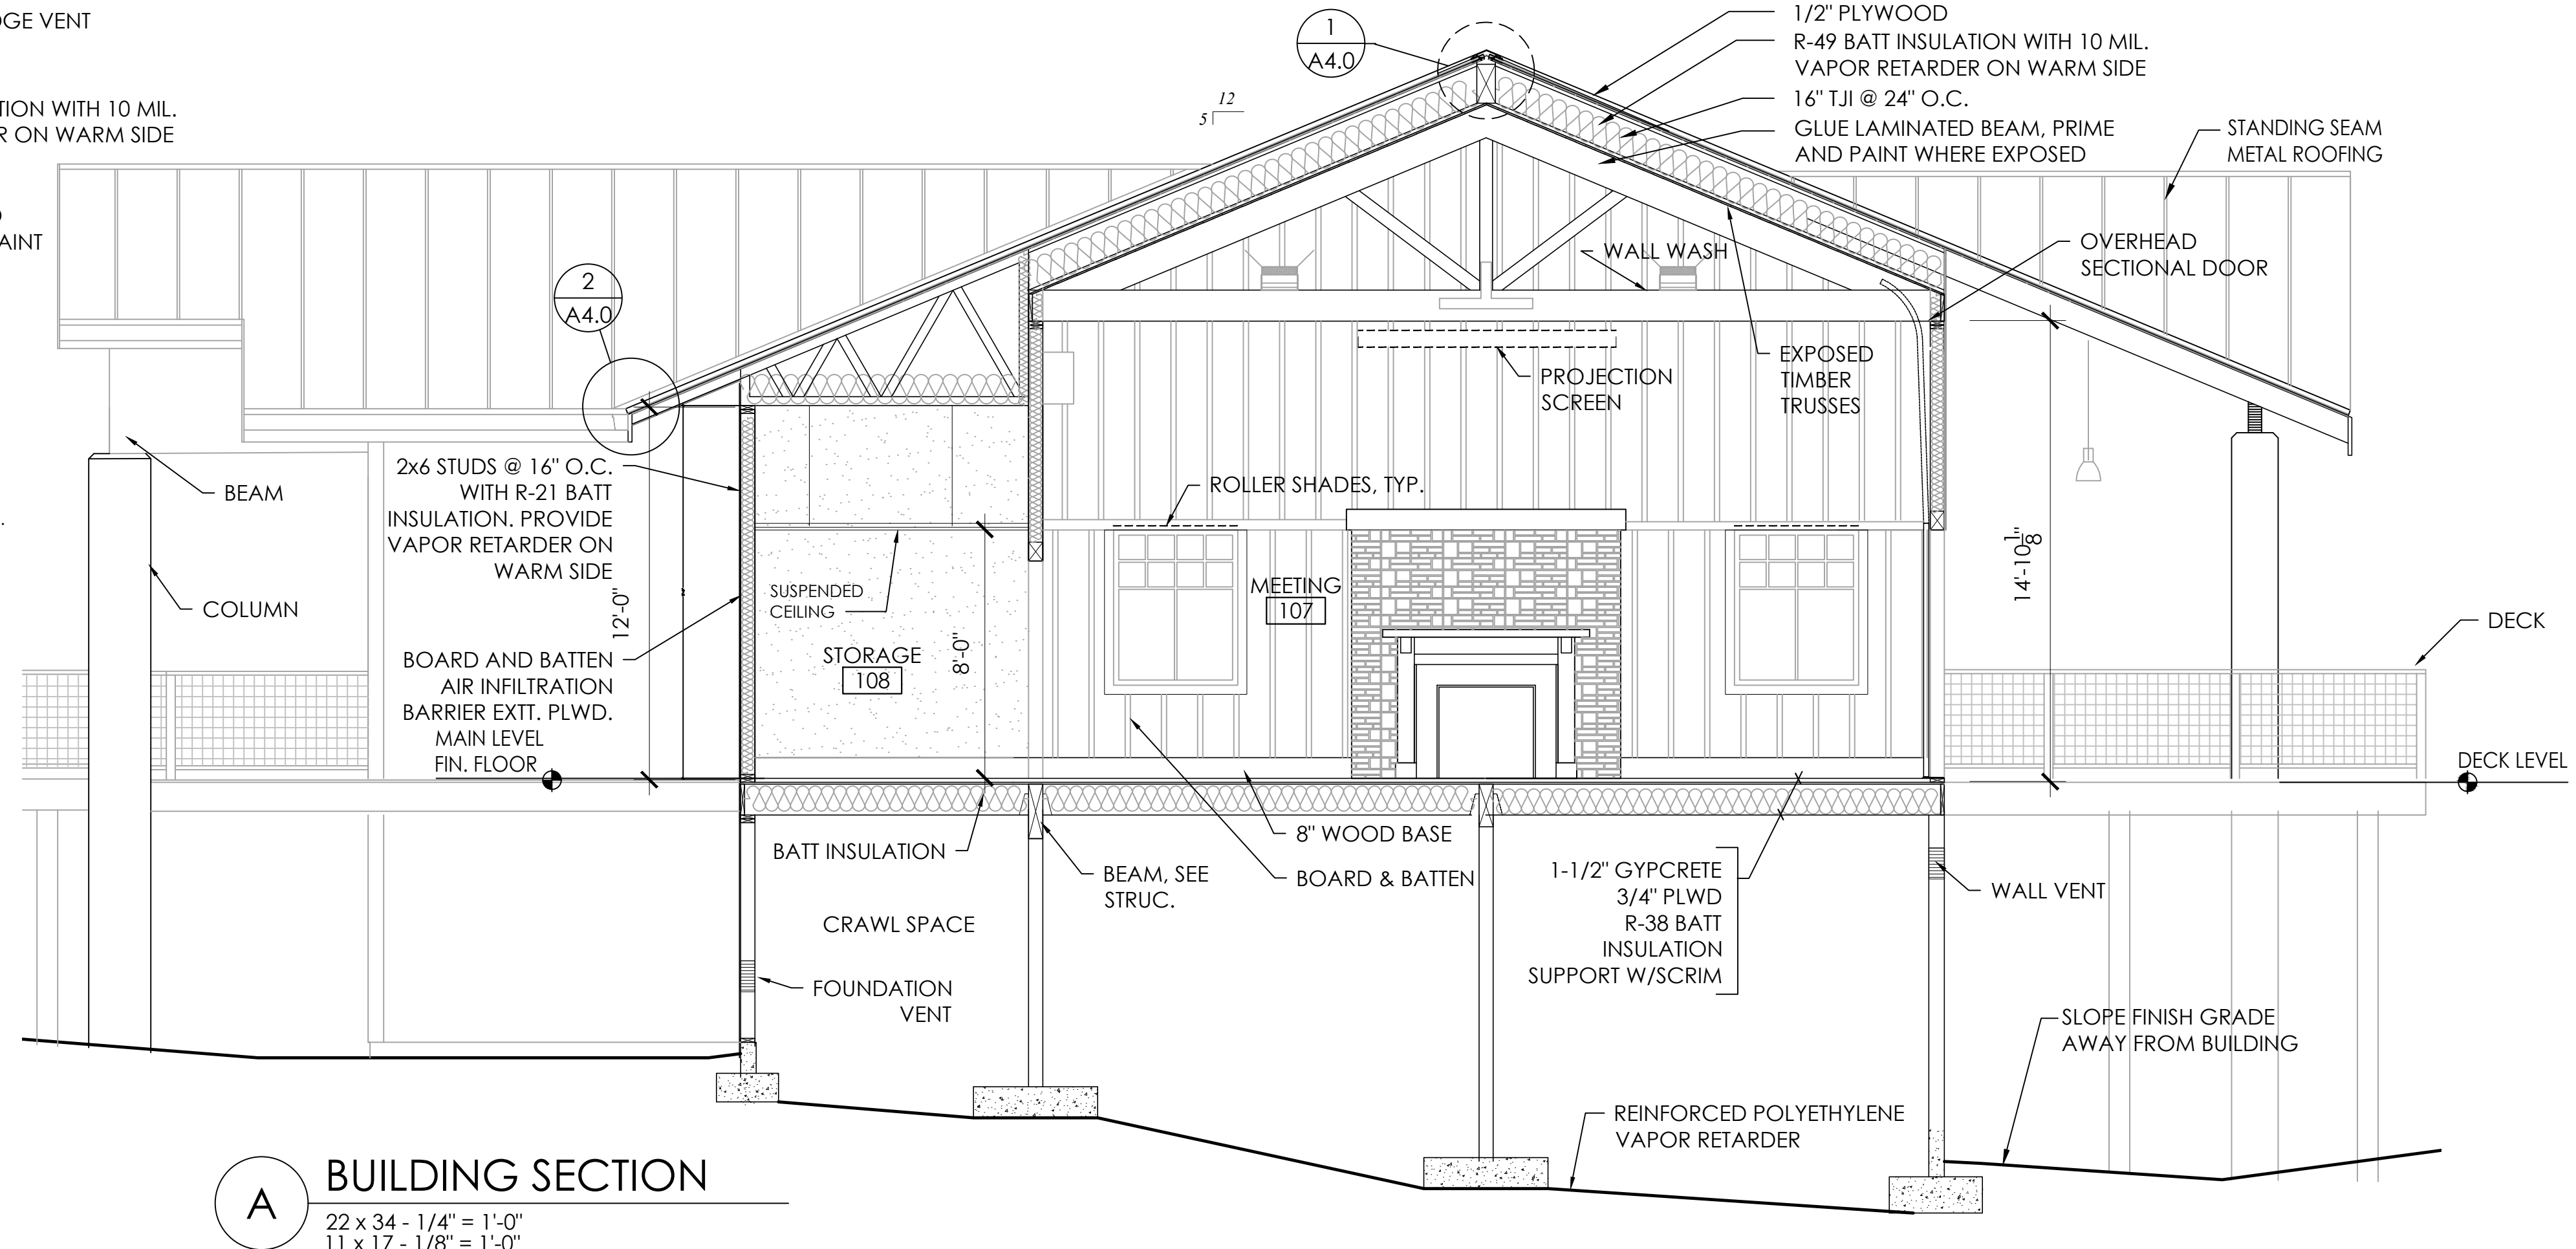 DGE VENT
TION WITH 10 MIL.
R ON WARM SIDE
AINT
1
A4.0
12
5
1/2" PLYWOOD
R-49 BATT INSULATION WITH 10 MIL.
VAPOR RETARDER ON WARM SIDE
16" TJI @ 24" O.C.
GLUE LAMINATED BEAM, PRIME
AND PAINT WHERE EXPOSED
STANDING SEAM
METAL ROOFING
2
A4.0
WALL WASH
OVERHEAD
SECTIONAL DOOR
EXPOSED
TIMBER
TRUSSES
PROJECTION
SCREEN
BEAM
COLUMN
2x6 STUDS @ 16" O.C.
WITH R-21 BATT
INSULATION. PROVIDE
VAPOR RETARDER ON
WARM SIDE
12'-0"
BOARD AND BATTEN
AIR INFILTRATION
BARRIER EXTT. PLWD.
MAIN LEVEL
FIN. FLOOR
ROLLER SHADES, TYP.
SUSPENDED
CEILING
STORAGE
108
8'-0"
MEETING
107
14'-10 1/8"
DECK
DECK LEVEL
BATT INSULATION
BEAM, SEE
STRUC.
8" WOOD BASE
BOARD & BATTEN
1-1/2" GYPCRETE
3/4" PLWD
R-38 BATT
INSULATION
SUPPORT W/SCRIM
WALL VENT
CRAWL SPACE
FOUNDATION
VENT
SLOPE FINISH GRADE
AWAY FROM BUILDING
REINFORCED POLYETHYLENE
VAPOR RETARDER
A
BUILDING SECTION
22 x 34 - 1/4" = 1'-0"
11 x 17 - 1/8" = 1'-0"